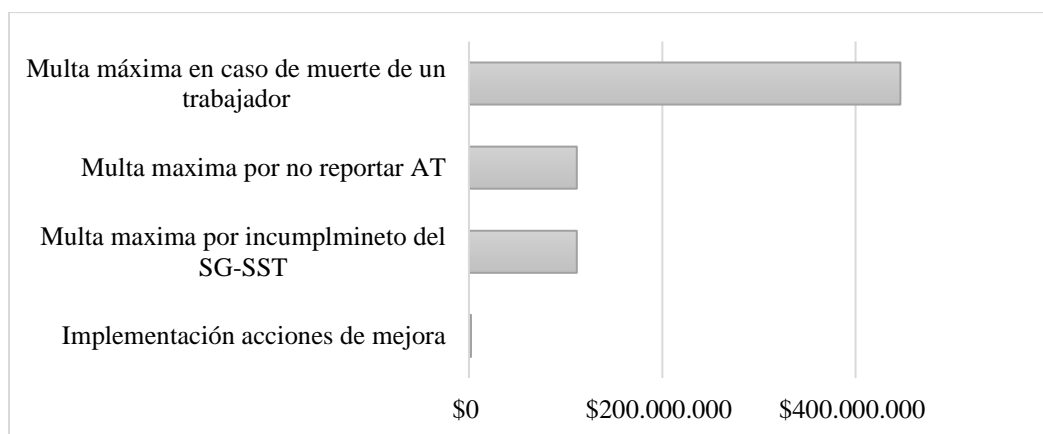 Multa máxima en caso de muerte de un
trabajador
Multa maxima por no reportar AT
Multa maxima por incumplmineto del
SG-SST
Implementación acciones de mejora
$0
$200.000.000
$400.000.000